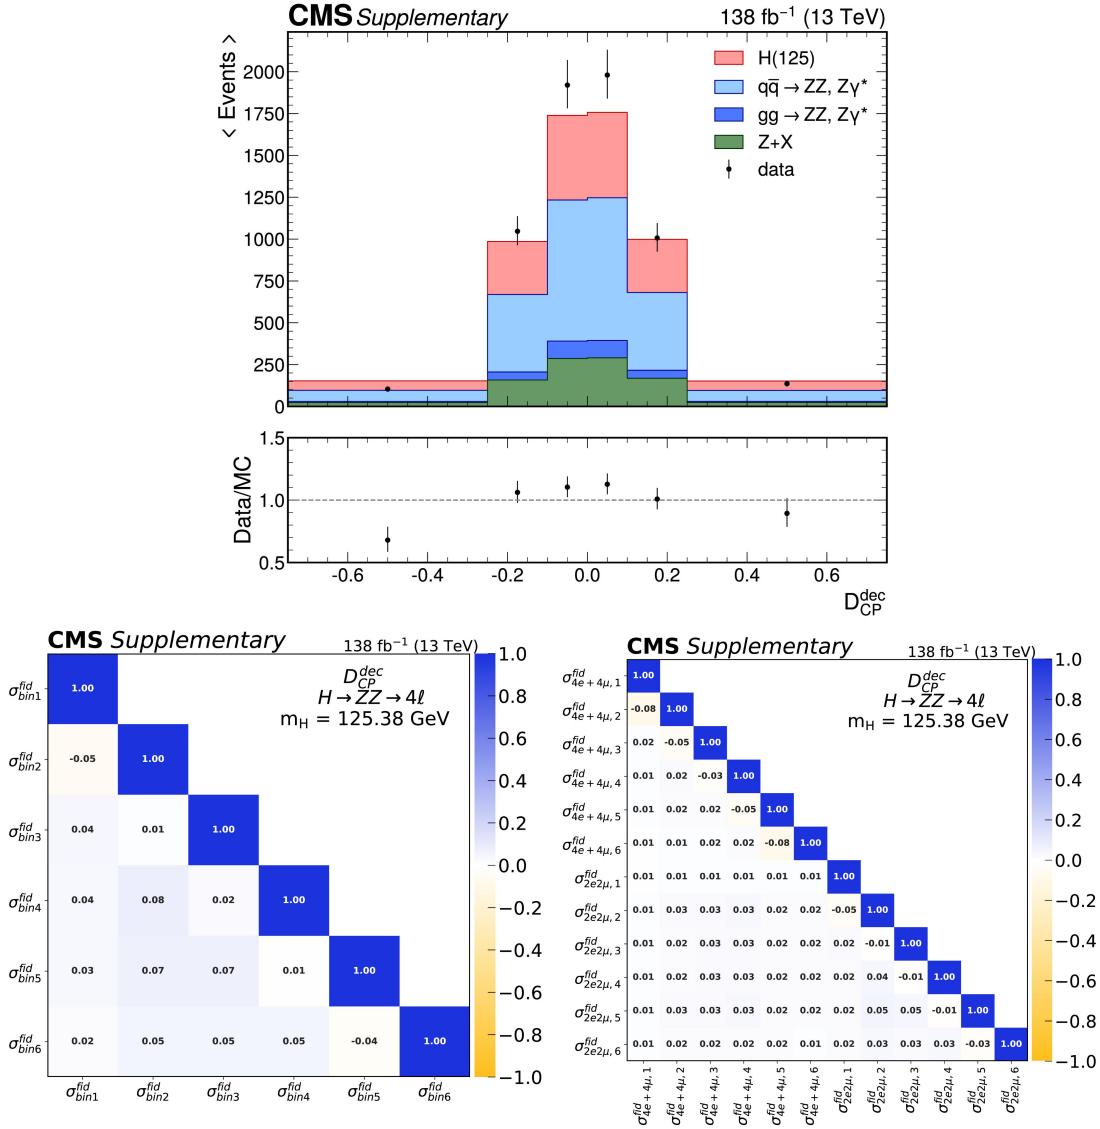 CMS Supplementary 138 fb⁻¹ (13 TeV)
< Events >
2000
1750
1500
1250
1000
750
500
250
0
H(125)
qq̅ → ZZ, Zγ*
gg → ZZ, Zγ*
Z+X
data
Data/MC
1.5
1.0
0.5
-0.6 -0.4 -0.2 0.0 0.2 0.4 0.6
D^dec_CP
CMS Supplementary 138 fb⁻¹ (13 TeV)
D^dec_CP
H → ZZ → 4ℓ
m_H = 125.38 GeV
σ^fid_bin1 1.00
σ^fid_bin2 -0.05 1.00
σ^fid_bin3 0.04 0.01 1.00
σ^fid_bin4 0.04 0.08 0.02 1.00
σ^fid_bin5 0.03 0.07 0.07 0.01 1.00
σ^fid_bin6 0.02 0.05 0.05 0.05 -0.04 1.00
σ^fid_bin1 σ^fid_bin2 σ^fid_bin3 σ^fid_bin4 σ^fid_bin5 σ^fid_bin6
1.0
0.8
0.6
0.4
0.2
0.0
−0.2
−0.4
−0.6
−0.8
−1.0
CMS Supplementary 138 fb⁻¹ (13 TeV)
D^dec_CP
H → ZZ → 4ℓ
m_H = 125.38 GeV
σ^fid_4e+4μ,1 1.00
σ^fid_4e+4μ,2 -0.08 1.00
σ^fid_4e+4μ,3 0.02 -0.05 1.00
σ^fid_4e+4μ,4 0.01 0.02 -0.03 1.00
σ^fid_4e+4μ,5 0.01 0.02 0.02 -0.05 1.00
σ^fid_4e+4μ,6 0.01 0.01 0.02 0.02 -0.08 1.00
σ^fid_2e2μ,1 0.01 0.01 0.01 0.01 0.01 0.01 1.00
σ^fid_2e2μ,2 0.01 0.03 0.03 0.03 0.02 0.02 -0.05 1.00
σ^fid_2e2μ,3 0.01 0.02 0.03 0.03 0.02 0.02 0.02 -0.01 1.00
σ^fid_2e2μ,4 0.01 0.02 0.03 0.03 0.02 0.02 0.02 0.04 -0.01 1.00
σ^fid_2e2μ,5 0.01 0.03 0.03 0.03 0.02 0.02 0.02 0.05 0.05 -0.01 1.00
σ^fid_2e2μ,6 0.01 0.02 0.02 0.02 0.02 0.01 0.02 0.03 0.03 0.03 -0.03 1.00
σ^fid_4e+4μ,1 σ^fid_4e+4μ,2 σ^fid_4e+4μ,3 σ^fid_4e+4μ,4 σ^fid_4e+4μ,5 σ^fid_4e+4μ,6 σ^fid_2e2μ,1 σ^fid_2e2μ,2 σ^fid_2e2μ,3 σ^fid_2e2μ,4 σ^fid_2e2μ,5 σ^fid_2e2μ,6
1.0
0.8
0.6
0.4
0.2
0.0
−0.2
−0.4
−0.6
−0.8
−1.0